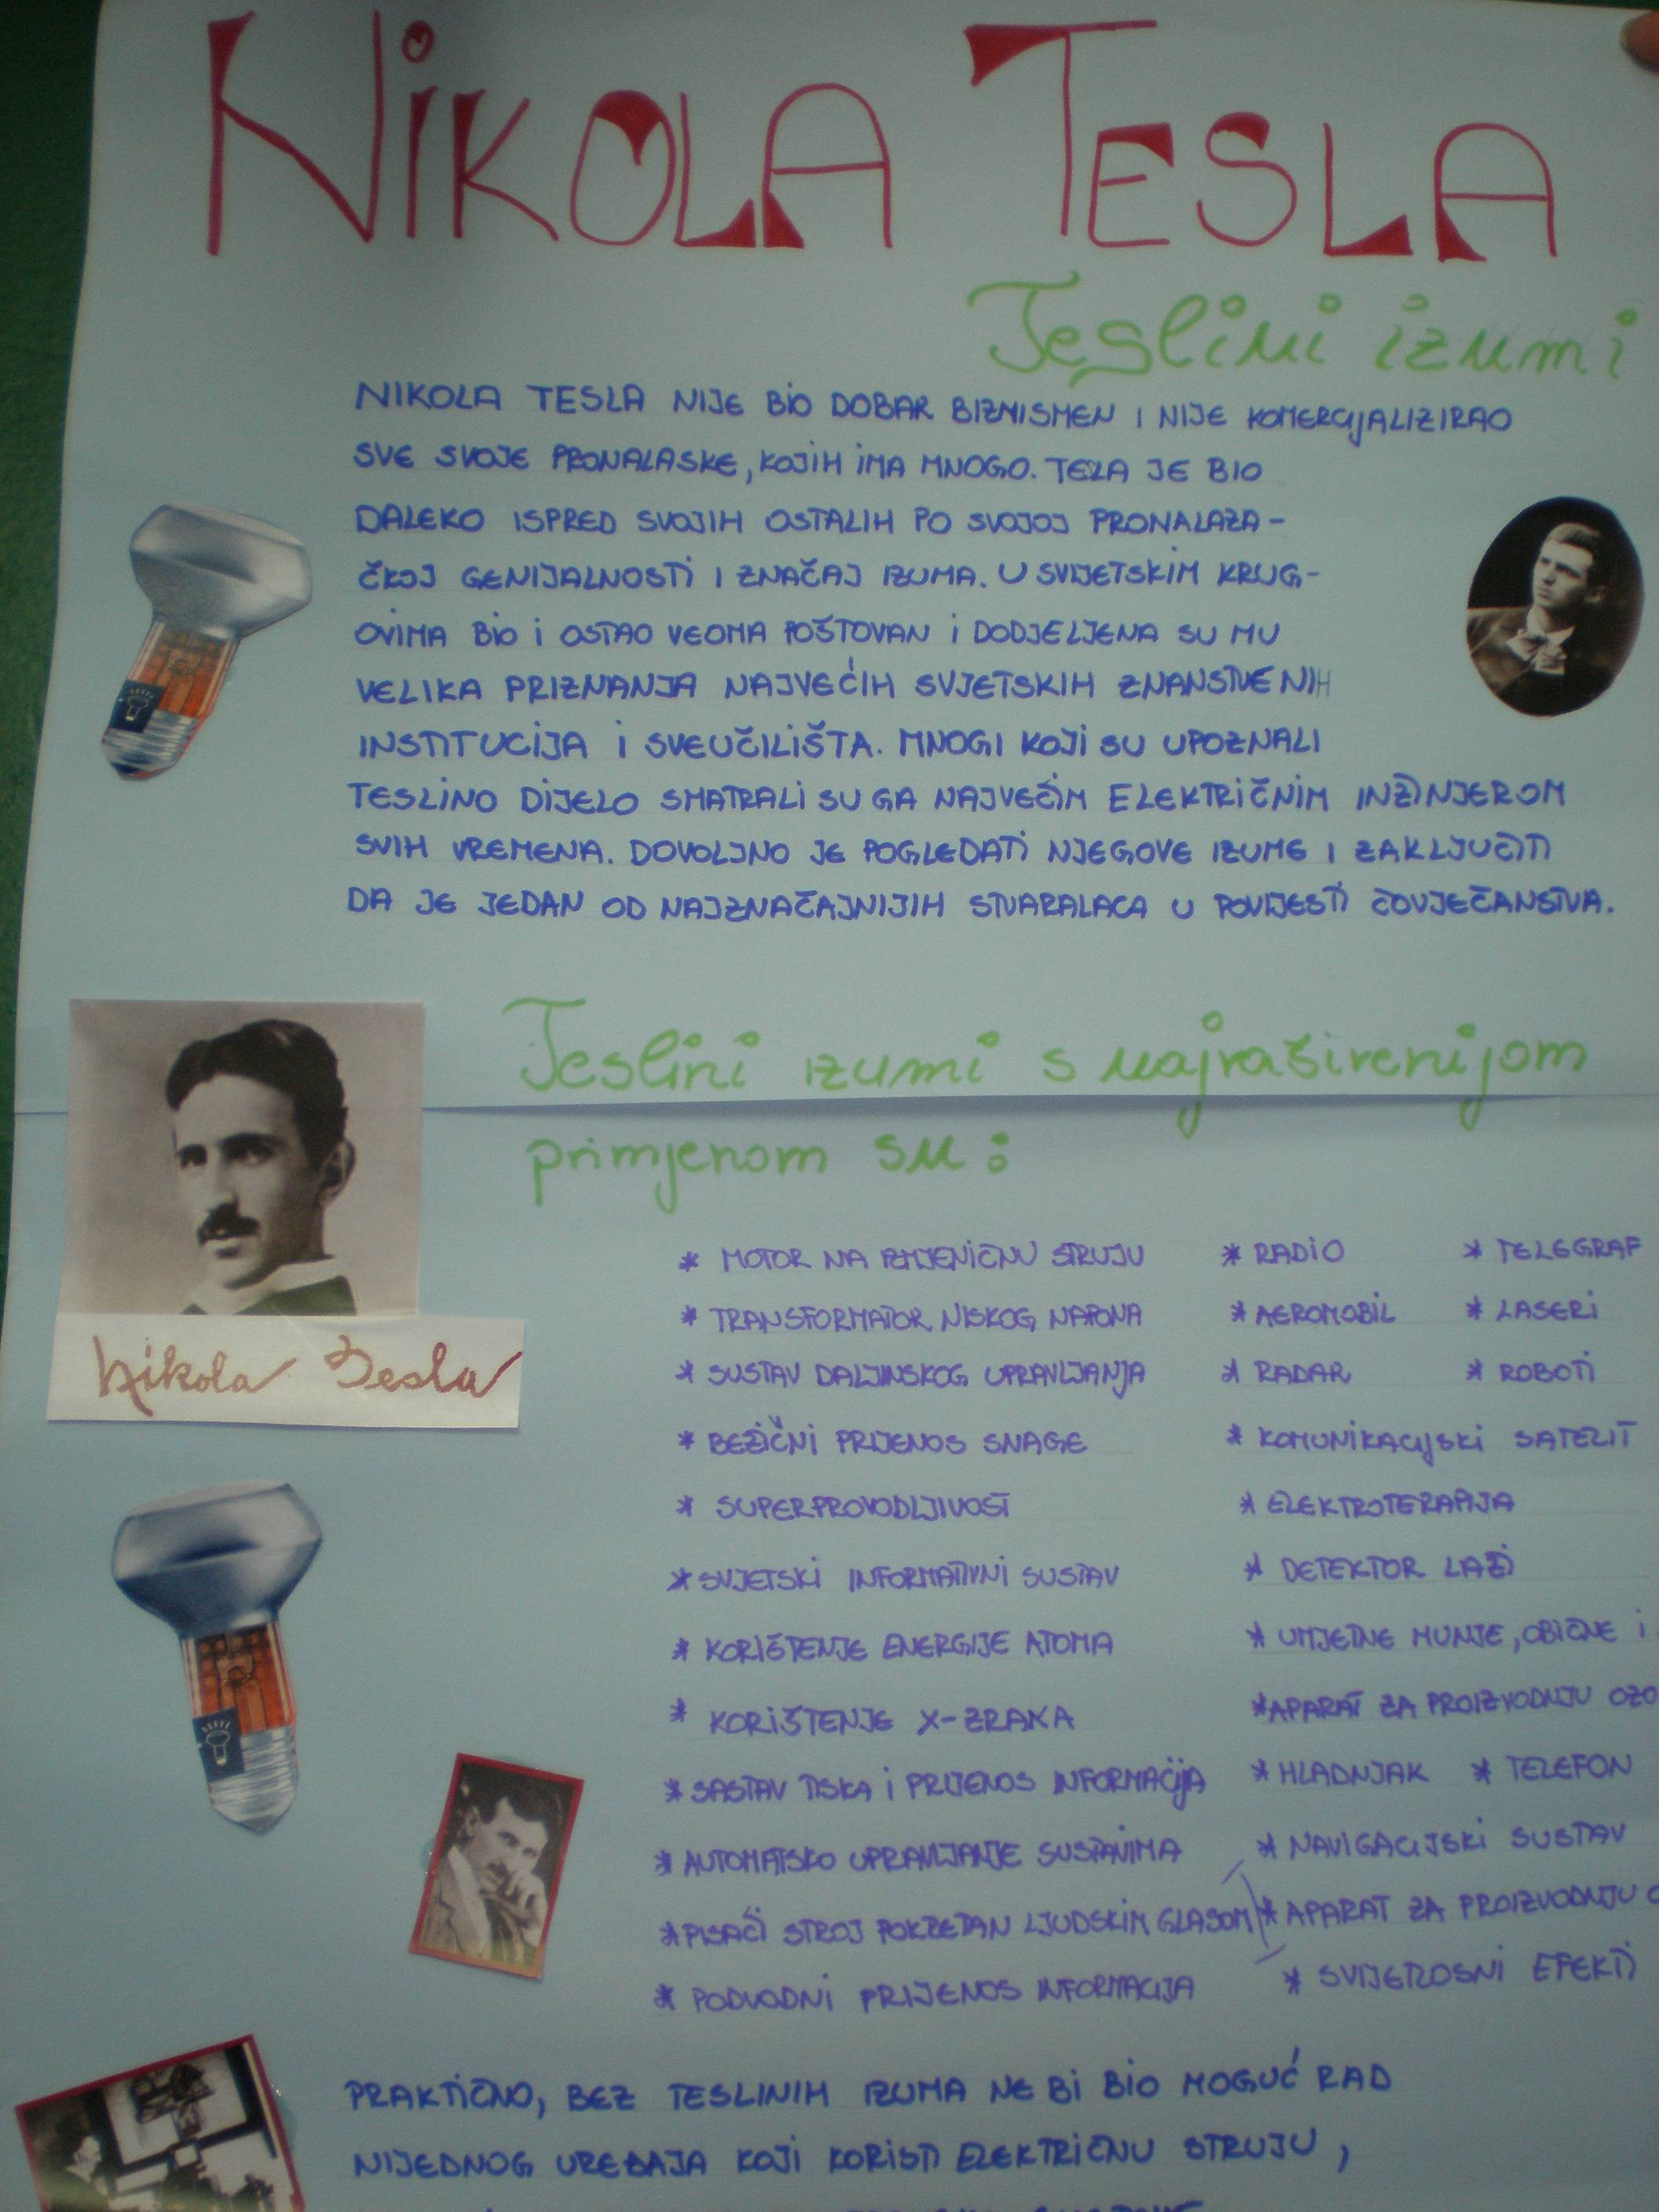 NIKOLA TESLA
Teslini izumi
NIKOLA TESLA NIJE BIO DOBAR BIZNISMEN I NIJE KOMERCIJALIZIRAO
SVE SVOJE PRONALASKE, KOJIH IMA MNOGO. TEZLA JE BIO
DALEKO ISPRED SVOJIH OSTALIH PO SVOJOJ PRONALAZA-
ČKOJ GENIJALNOSTI I ZNAČAJ IZUMA. U SVIJETSKIM KRUG-
OVIMA BIO I OSTAO VEOMA POŠTOVAN I DODJELJENA SU MU
VELIKA PRIZNANJA NAJVEĆIH SVJETSKIH ZNANSTVENIH
INSTITUCIJA I SVEUČILIŠTA. MNOGI KOJI SU UPOZNALI
TESLINO DIJELO SMATRALI SU GA NAJVEĆIM ELEKTRIČNIM INŽINJEROM
SVIH VREMENA. DOVOLJNO JE POGLEDATI NJEGOVE IZUME I ZAKLJUČITI
DA JE JEDAN OD NAJZNAČAJNIJIH STVARALACA U POVIJESTI ČOVJEČANSTVA.
Teslini izumi s najraširenijom
primjenom su:
Nikola Tesla
* MOTOR NA IZMJENIČNU STRUJU * RADIO * TELEGRAF
* TRANSFORMATOR NISKOG NAPONA * AEROMOBIL * LASERI
* SUSTAV DALJINSKOG UPRAVLJANJA * RADAR * ROBOTI
* BEŽIČNI PRIJENOS SNAGE * KOMUNIKACIJSKI SATELIT
* SUPERPROVODLJIVOST * ELEKTROTERAPIJA
* SVJETSKI INFORMATIVNI SUSTAV * DETEKTOR LAŽI
* KORIŠTENJE ENERGIJE ATOMA * UMJETNE MUNJE, OBIČNE I
* KORIŠTENJE X-ZRAKA * APARAT ZA PROIZVODNJU OZO
* SASTAV TISKA I PRIJENOS INFORMACIJA * HLADNJAK * TELEFON
* AUTOMATSKO UPRAVLJANJE SUSTAVIMA * NAVIGACIJSKI SUSTAV
* PISAĆI STROJ POKRETAN LJUDSKIM GLASOM * APARAT ZA PROIZVODNJU
* PODVODNI PRIJENOS INFORMACIJA * SVIJETLOSNI EFEKTI
PRAKTIČNO, BEZ TESLINIH IZUMA NE BI BIO MOGUĆ RAD
NIJEDNOG UREĐAJA KOJI KORISTI ELEKTRIČNU STRUJU,